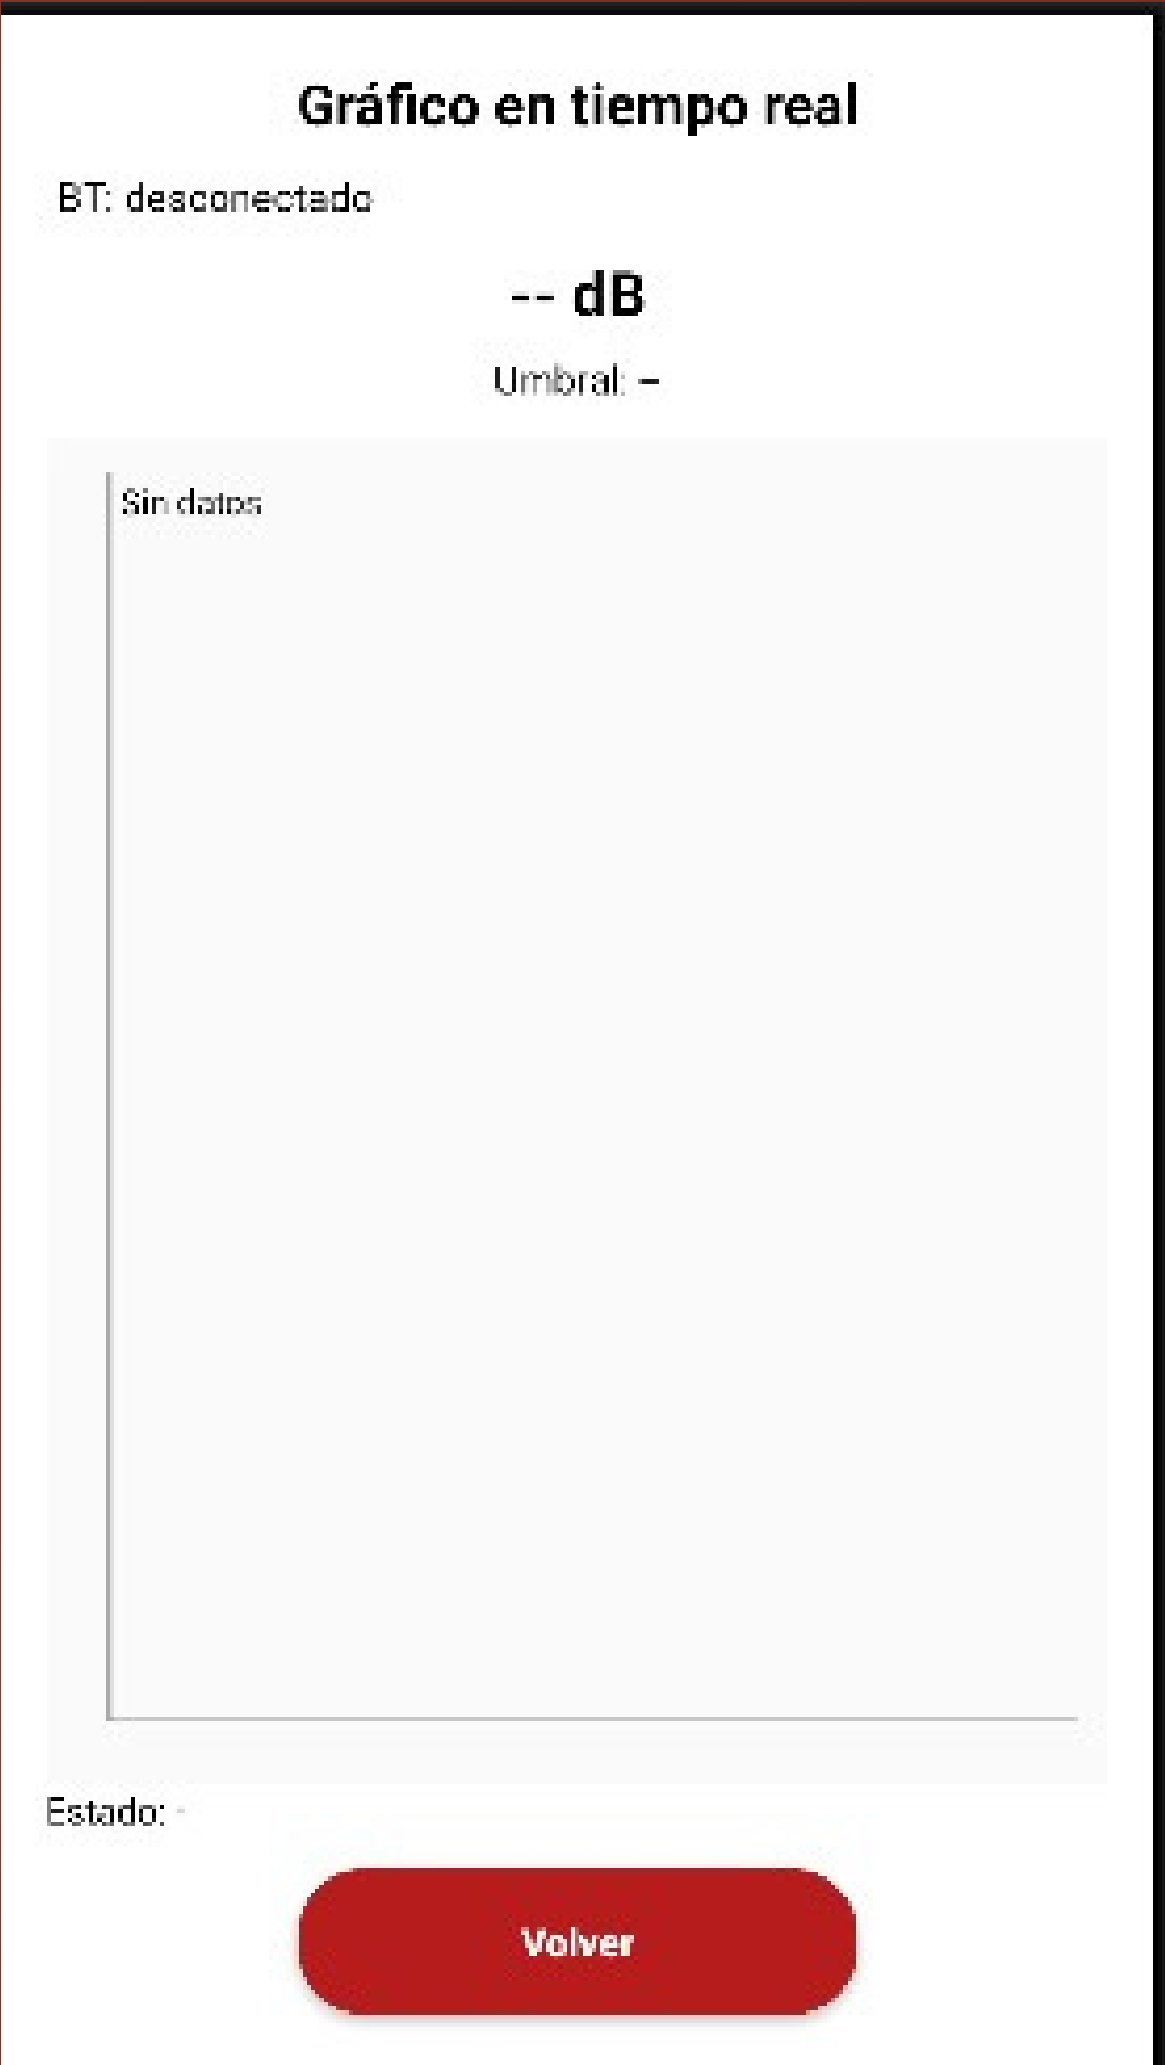 Gráfico en tiempo real
BT: desconectado
-- dB
Umbral: --
Sin datos
Estado: -
Volver